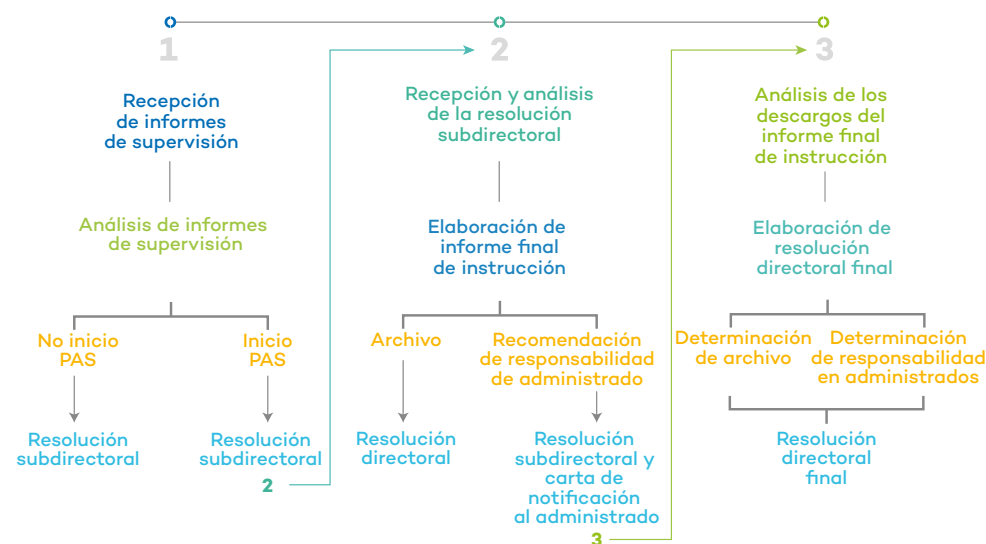 1
Recepción
de informes
de supervisión
Análisis de informes
de supervisión
No inicio
PAS
Resolución
subdirectoral
Inicio
PAS
Resolución
subdirectoral
2
2
Recepción y análisis
de la resolución
subdirectoral
Elaboración de
informe final
de instrucción
Archivo
Resolución
directoral
Recomendación
de responsabilidad
de administrado
Resolución
subdirectoral y
carta de
notificación
al administrado
3
3
Análisis de los
descargos del
informe final
de instrucción
Elaboración de
resolución
directoral final
Determinación
de archivo
Determinación
de responsabilidad
en administrados
Resolución
directoral
final